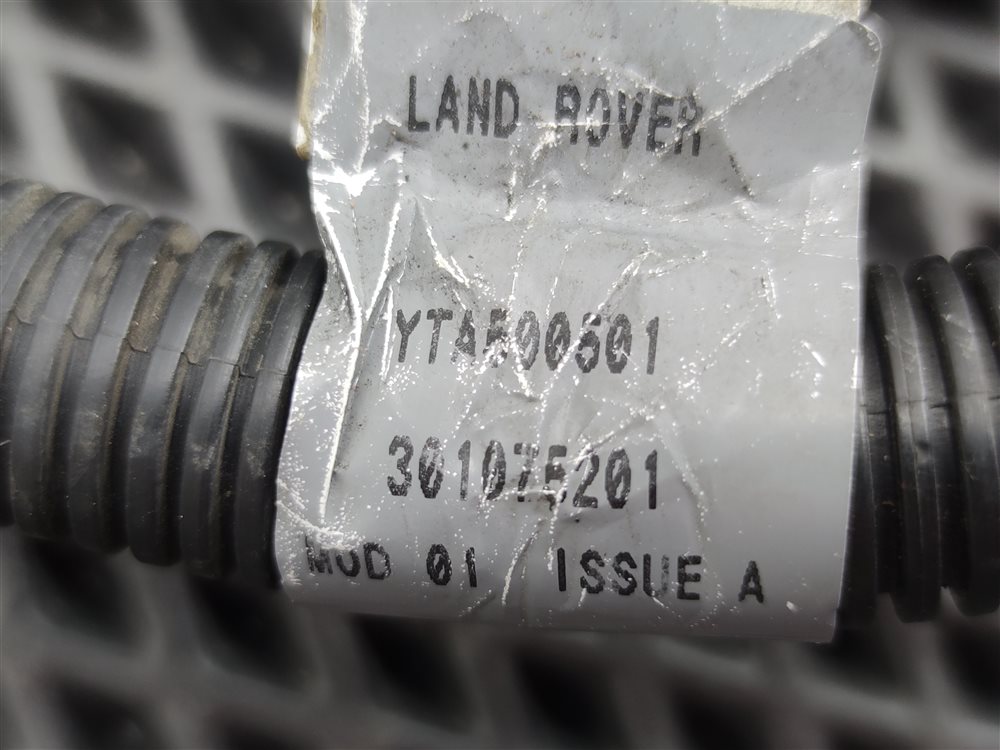 LAND ROVER
YTA500601
301075201
MOD 01 ISSUE A